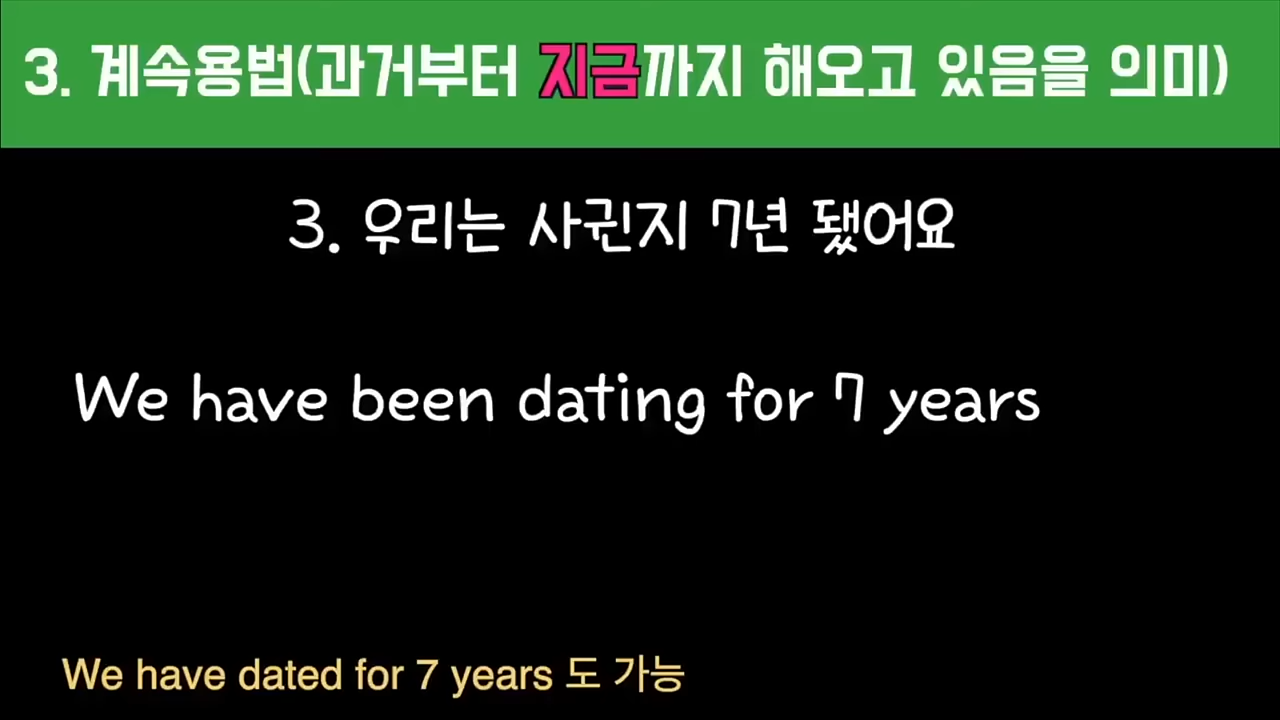 3. 계속용법(과거부터 지금까지 해오고 있음을 의미)
3. 우리는 사귄지 7년 됐어요
We have been dating for 7 years
We have dated for 7 years 도 가능